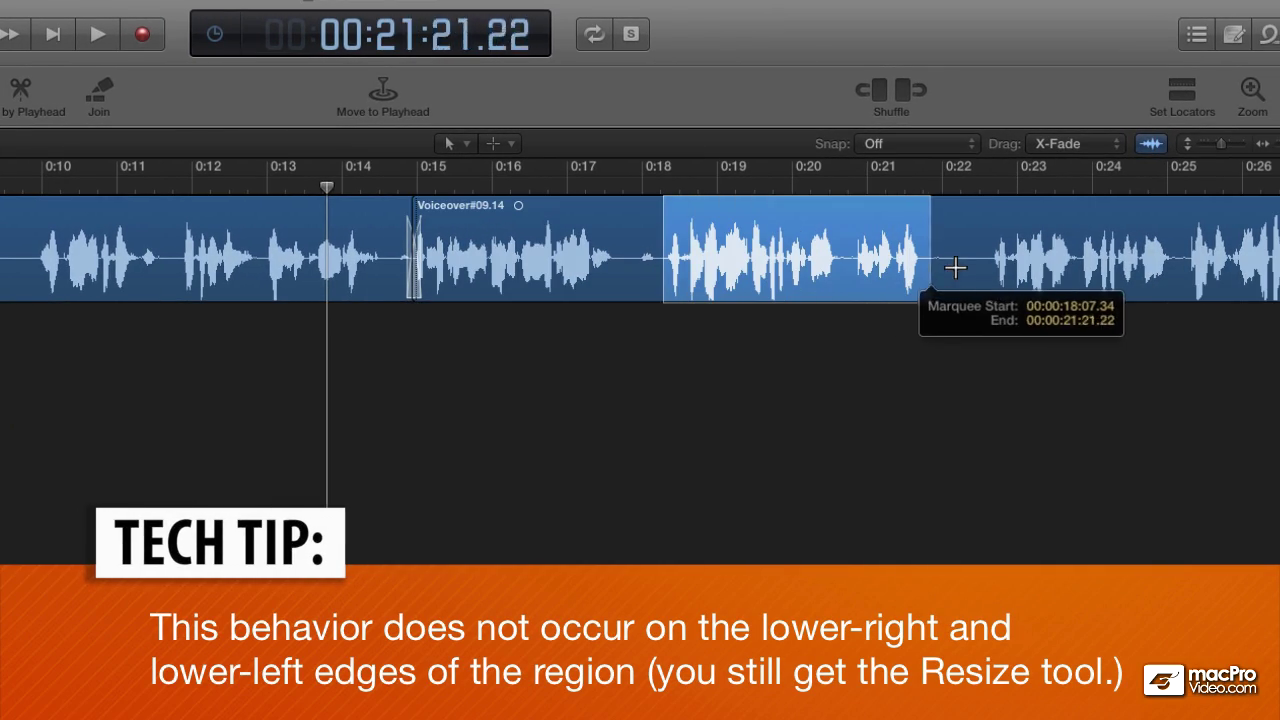 00:21:21.22
S
by Playhead
Join
Move to Playhead
Shuffle
Set Locators
Zoom
Snap: Off
Drag: X-Fade
0:10 0:11 0:12 0:13 0:14 0:15 0:16 0:17 0:18 0:19 0:20 0:21 0:22 0:23 0:24 0:25 0:26
Voiceover#09.14
Marquee Start: 00:00:18:07.34
End: 00:00:21:21.22
TECH TIP:
This behavior does not occur on the lower-right and
lower-left edges of the region (you still get the Resize tool.)
macPro
Video.com